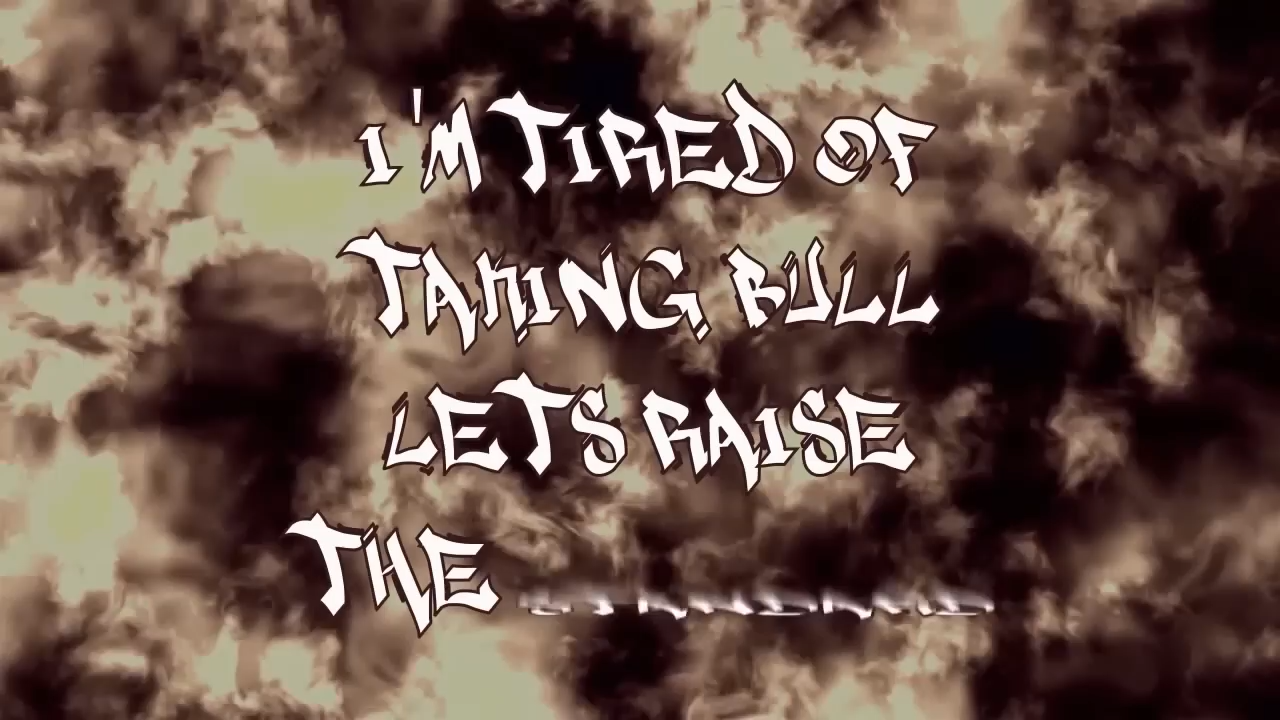 I'M TIRED OF
TAKING BULL
LETS RAISE
THE